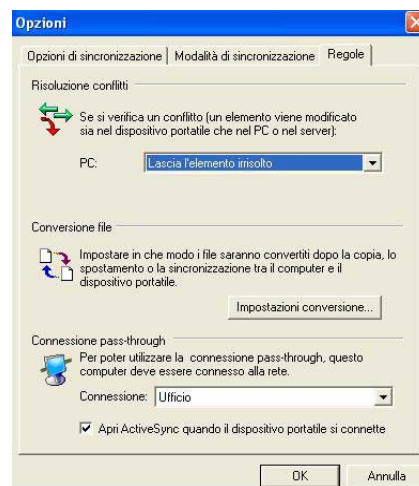 Opzioni
Opzioni di sincronizzazione Modalità di sincronizzazione Regole
Risoluzione conflitti
Se si verifica un conflitto (un elemento viene modificato
sia nel dispositivo portatile che nel PC o nel server):
PC: Lascia l'elemento irrisolto
Conversione file
Impostare in che modo i file saranno convertiti dopo la copia, lo
spostamento o la sincronizzazione tra il computer e il
dispositivo portatile.
Impostazioni conversione...
Connessione pass-through
Per poter utilizzare la connessione pass-through, questo
computer deve essere connesso alla rete.
Connessione: Ufficio
Apri ActiveSync quando il dispositivo portatile si connette
OK Annulla